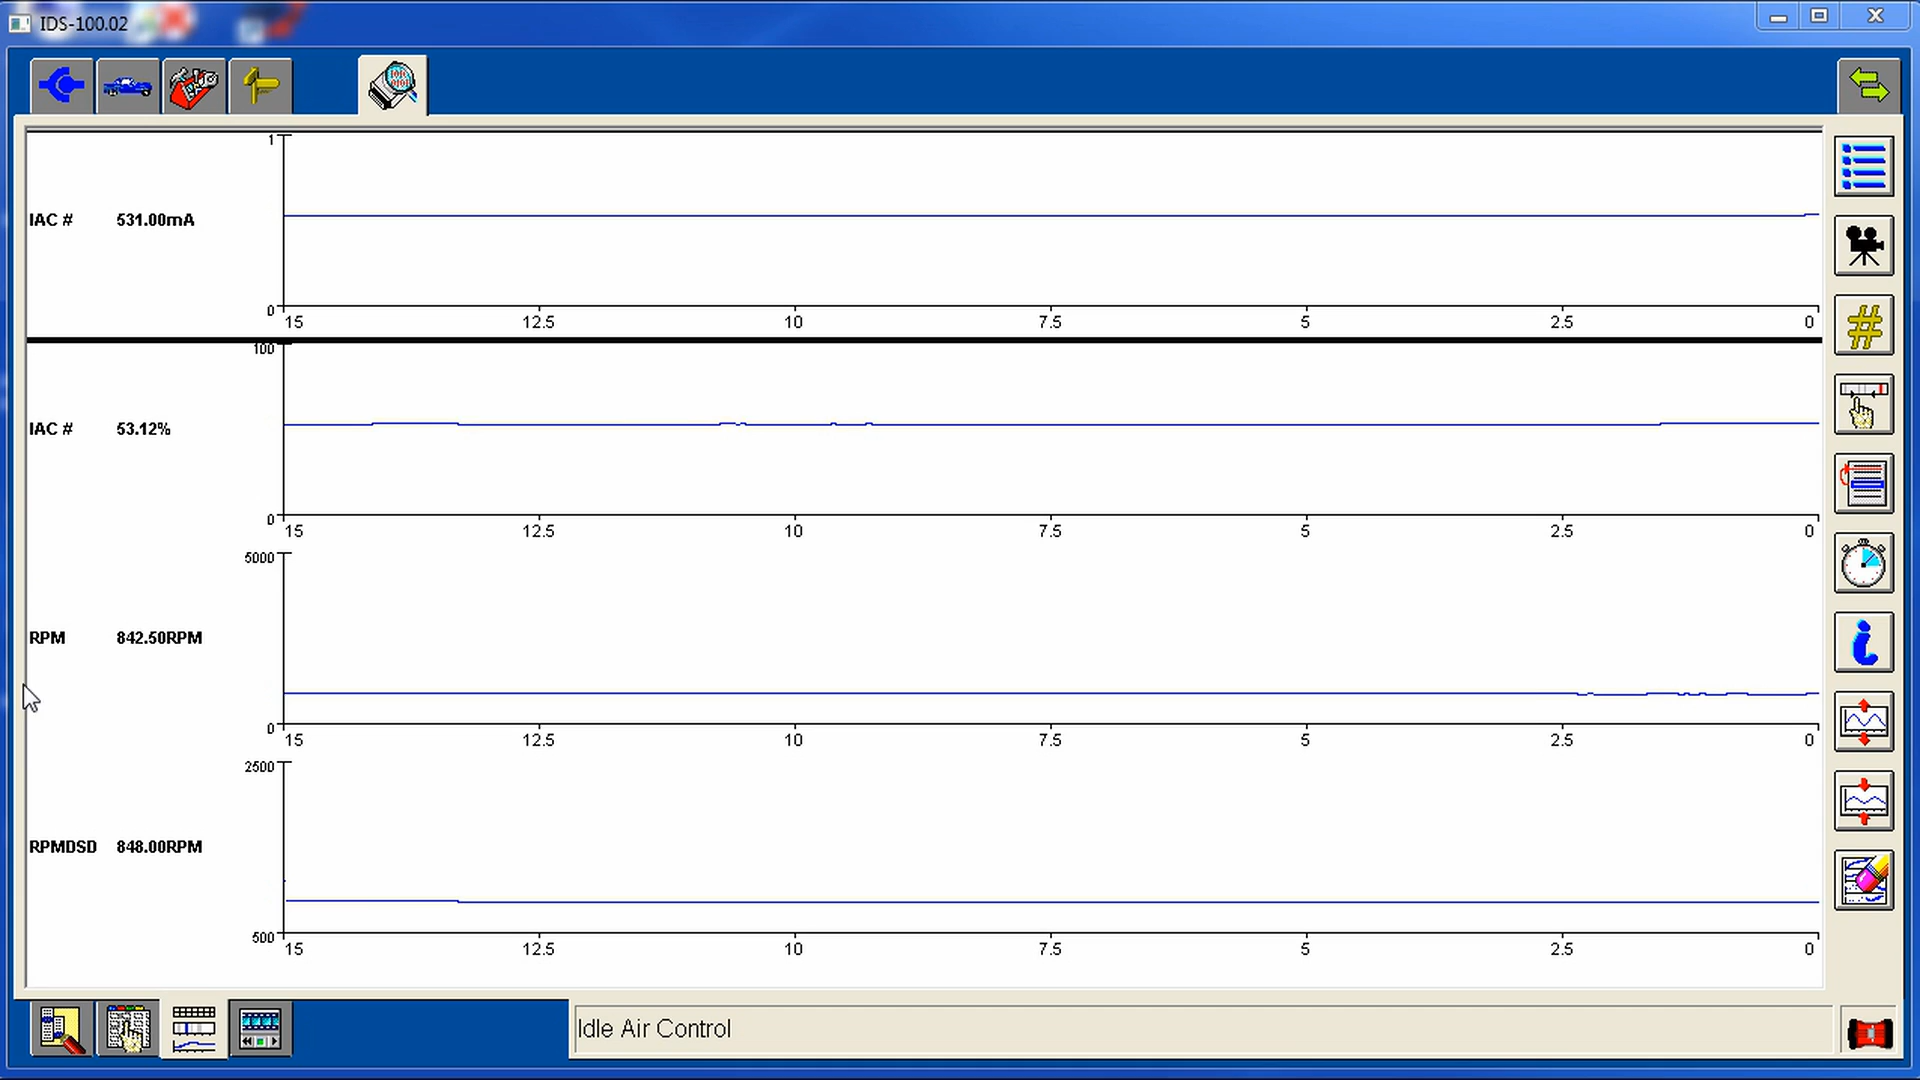 IDS-100.02
1
IAC # 531.00mA
0
15 12.5 10 7.5 5 2.5 0
100
IAC # 53.12%
0
15 12.5 10 7.5 5 2.5 0
5000
RPM 842.50RPM
0
15 12.5 10 7.5 5 2.5 0
2500
RPMDSD 848.00RPM
500
15 12.5 10 7.5 5 2.5 0
Idle Air Control